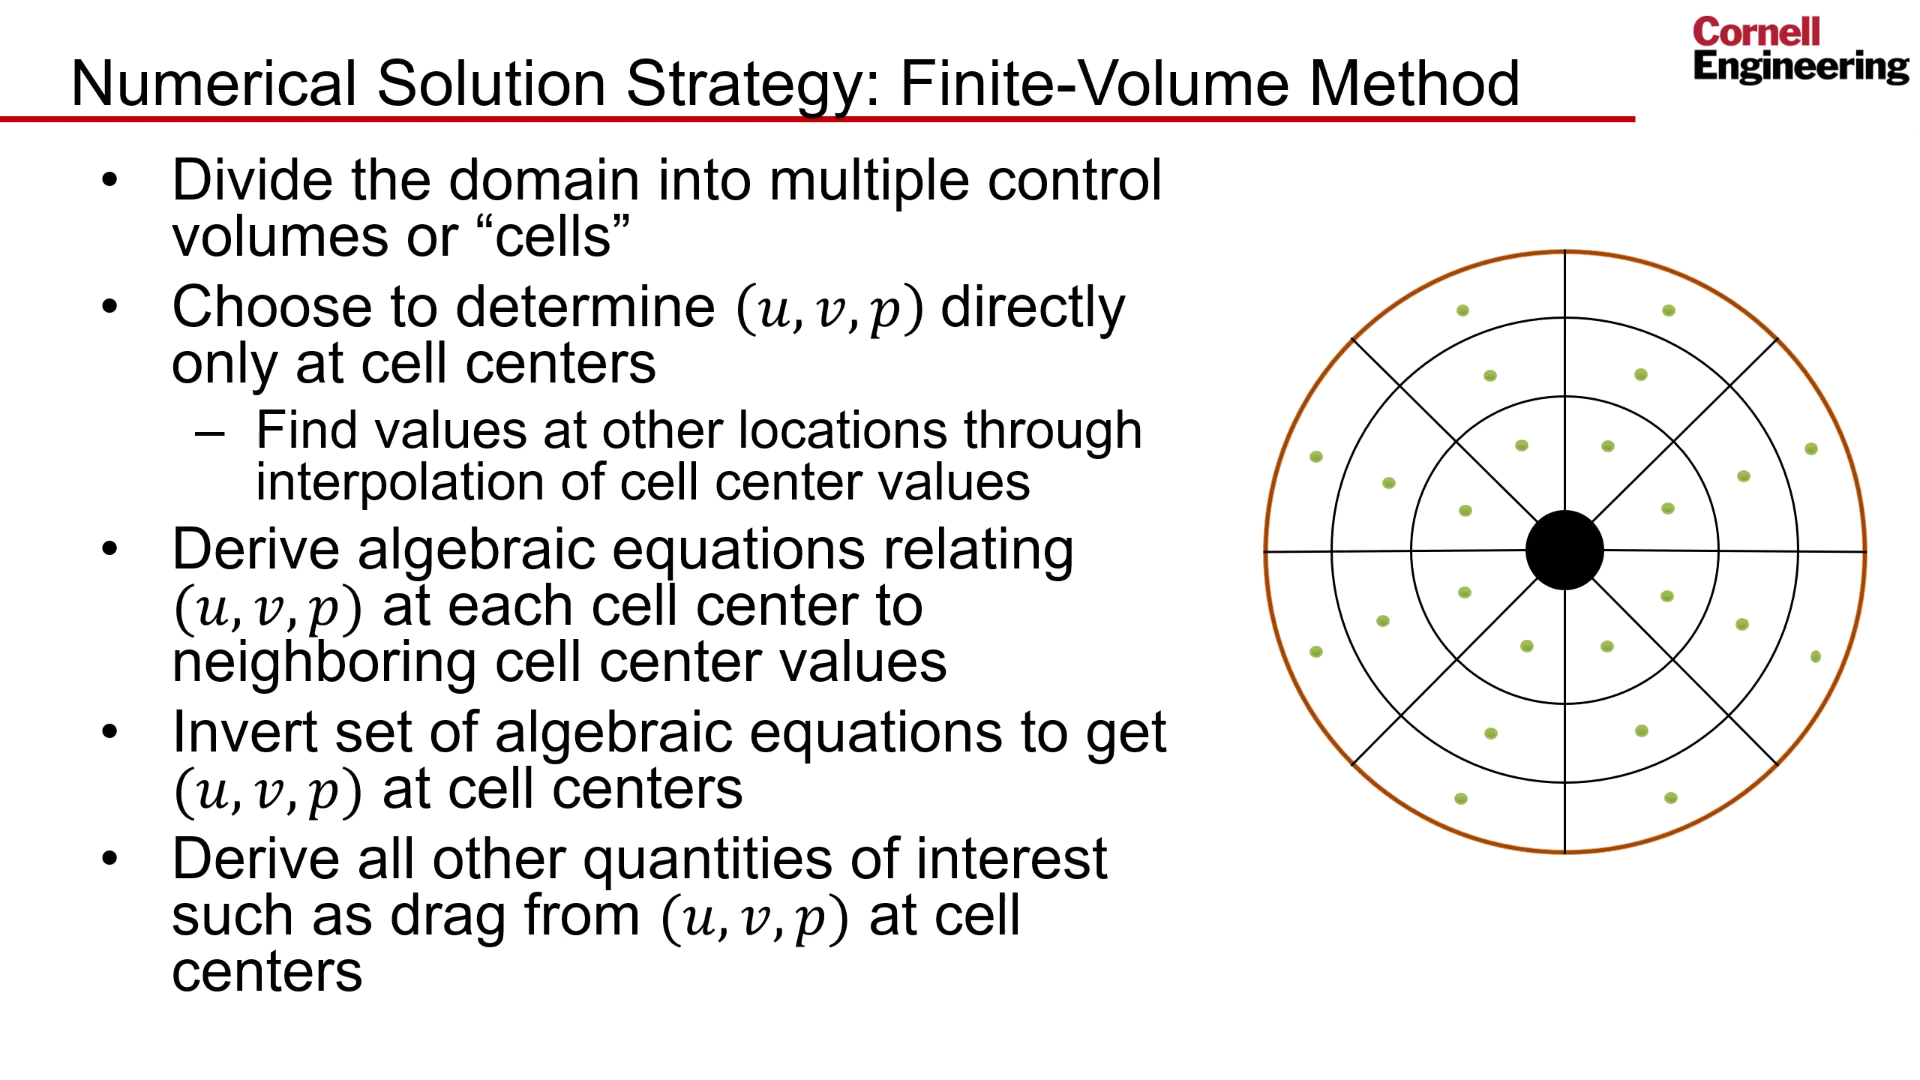 Cornell
Engineering
Numerical Solution Strategy: Finite-Volume Method
• Divide the domain into multiple control
volumes or “cells”
• Choose to determine (u, v, p) directly
only at cell centers
– Find values at other locations through
interpolation of cell center values
• Derive algebraic equations relating
(u, v, p) at each cell center to
neighboring cell center values
• Invert set of algebraic equations to get
(u, v, p) at cell centers
• Derive all other quantities of interest
such as drag from (u, v, p) at cell
centers